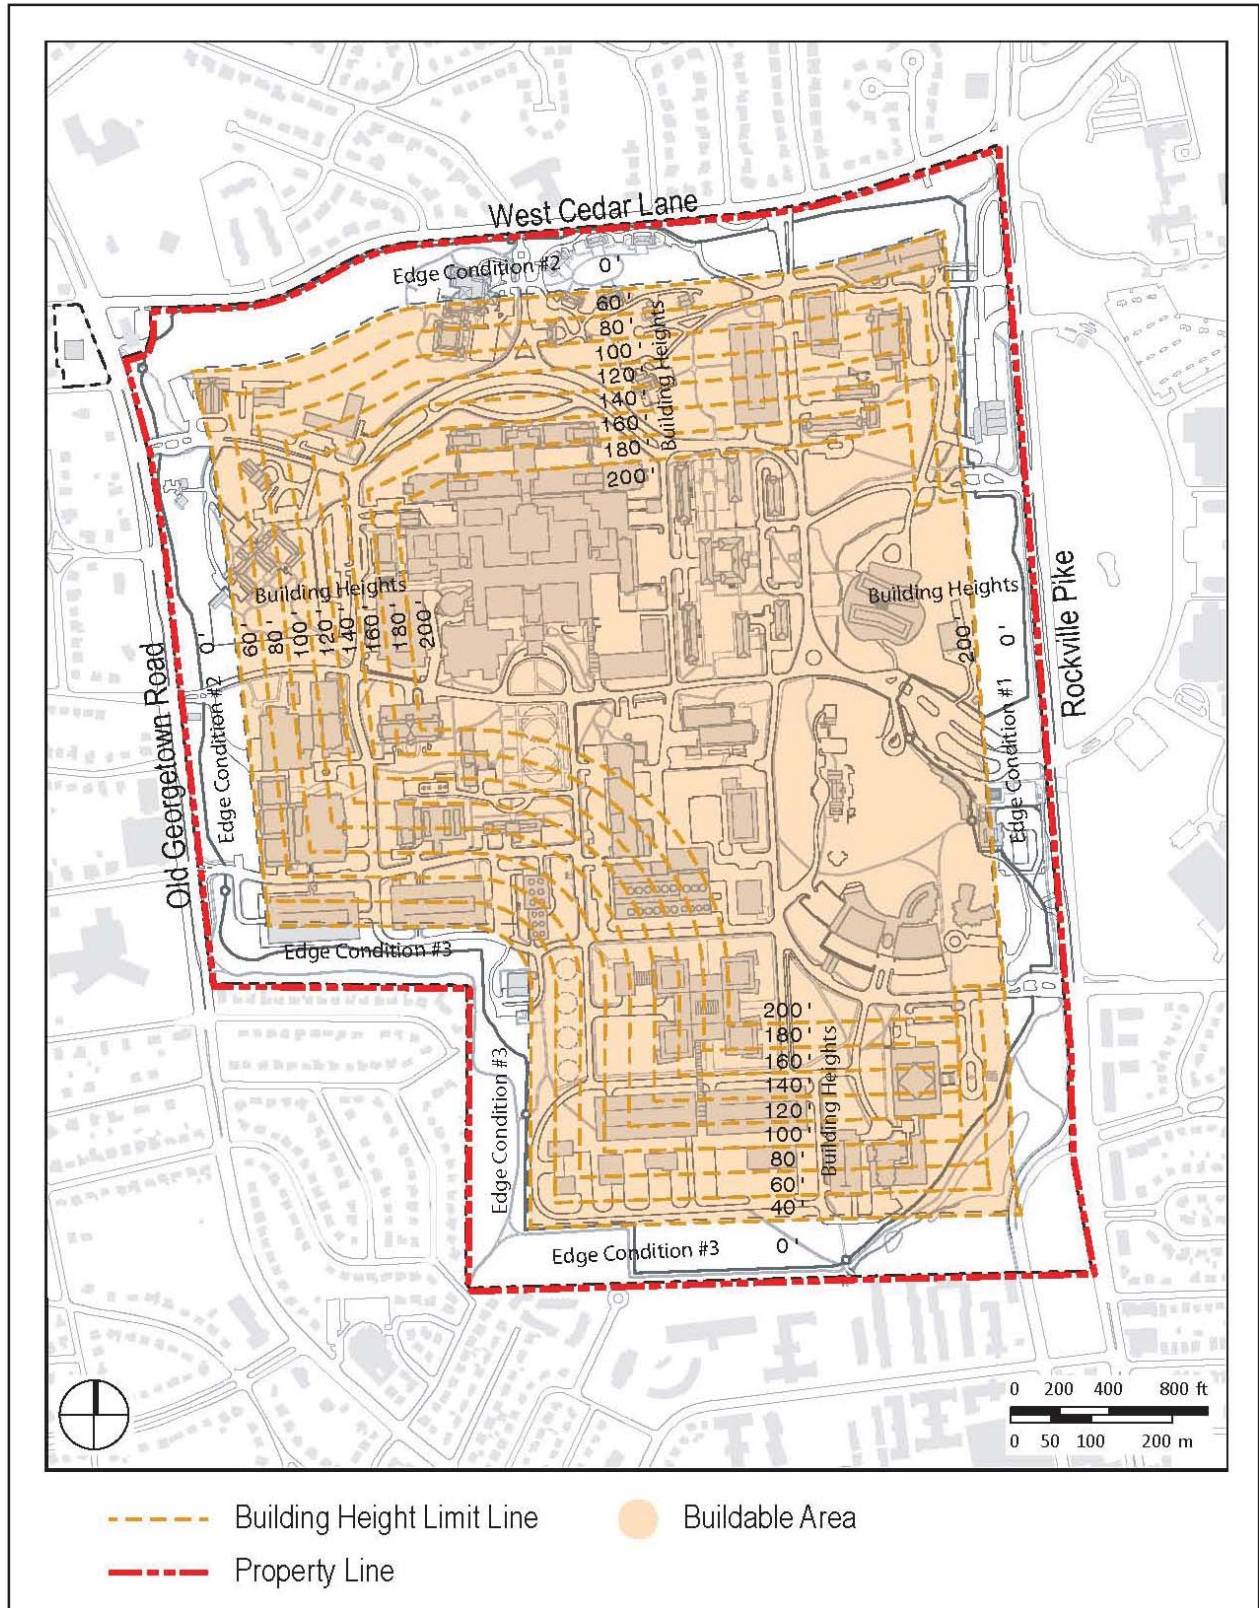 West Cedar Lane
Edge Condition #2
0'
60'
80'
100'
120'
140'
160'
180'
200'
Building Heights
Building Heights
0'
60'
80'
100'
120'
140'
160'
180'
200'
Building Heights
200'
0'
Rockville Pike
Edge Condition #1
Old Georgetown Road
Edge Condition #2
Edge Condition #3
Edge Condition #3
200'
180'
160'
140'
120'
100'
80'
60'
40'
0'
Building Heights
Edge Condition #3
0 200 400 800 ft
0 50 100 200 m
Building Height Limit Line
Buildable Area
Property Line